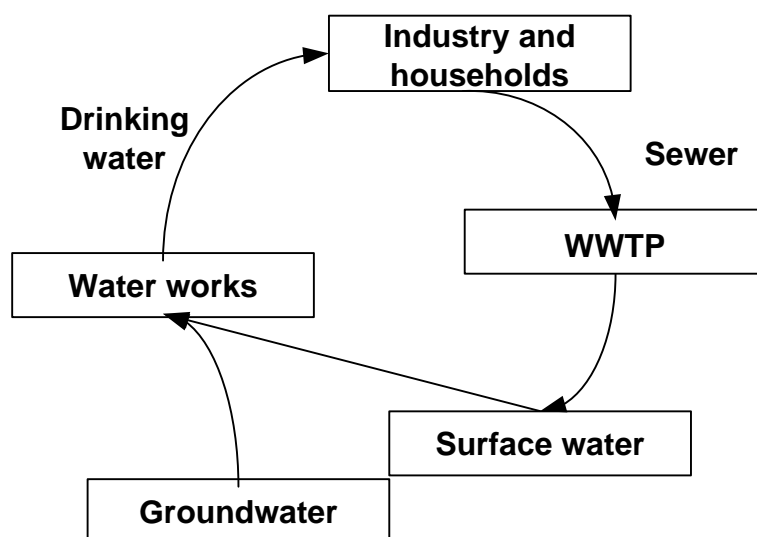 Industry and
households
Drinking
water
Sewer
WWTP
Water works
Surface water
Groundwater